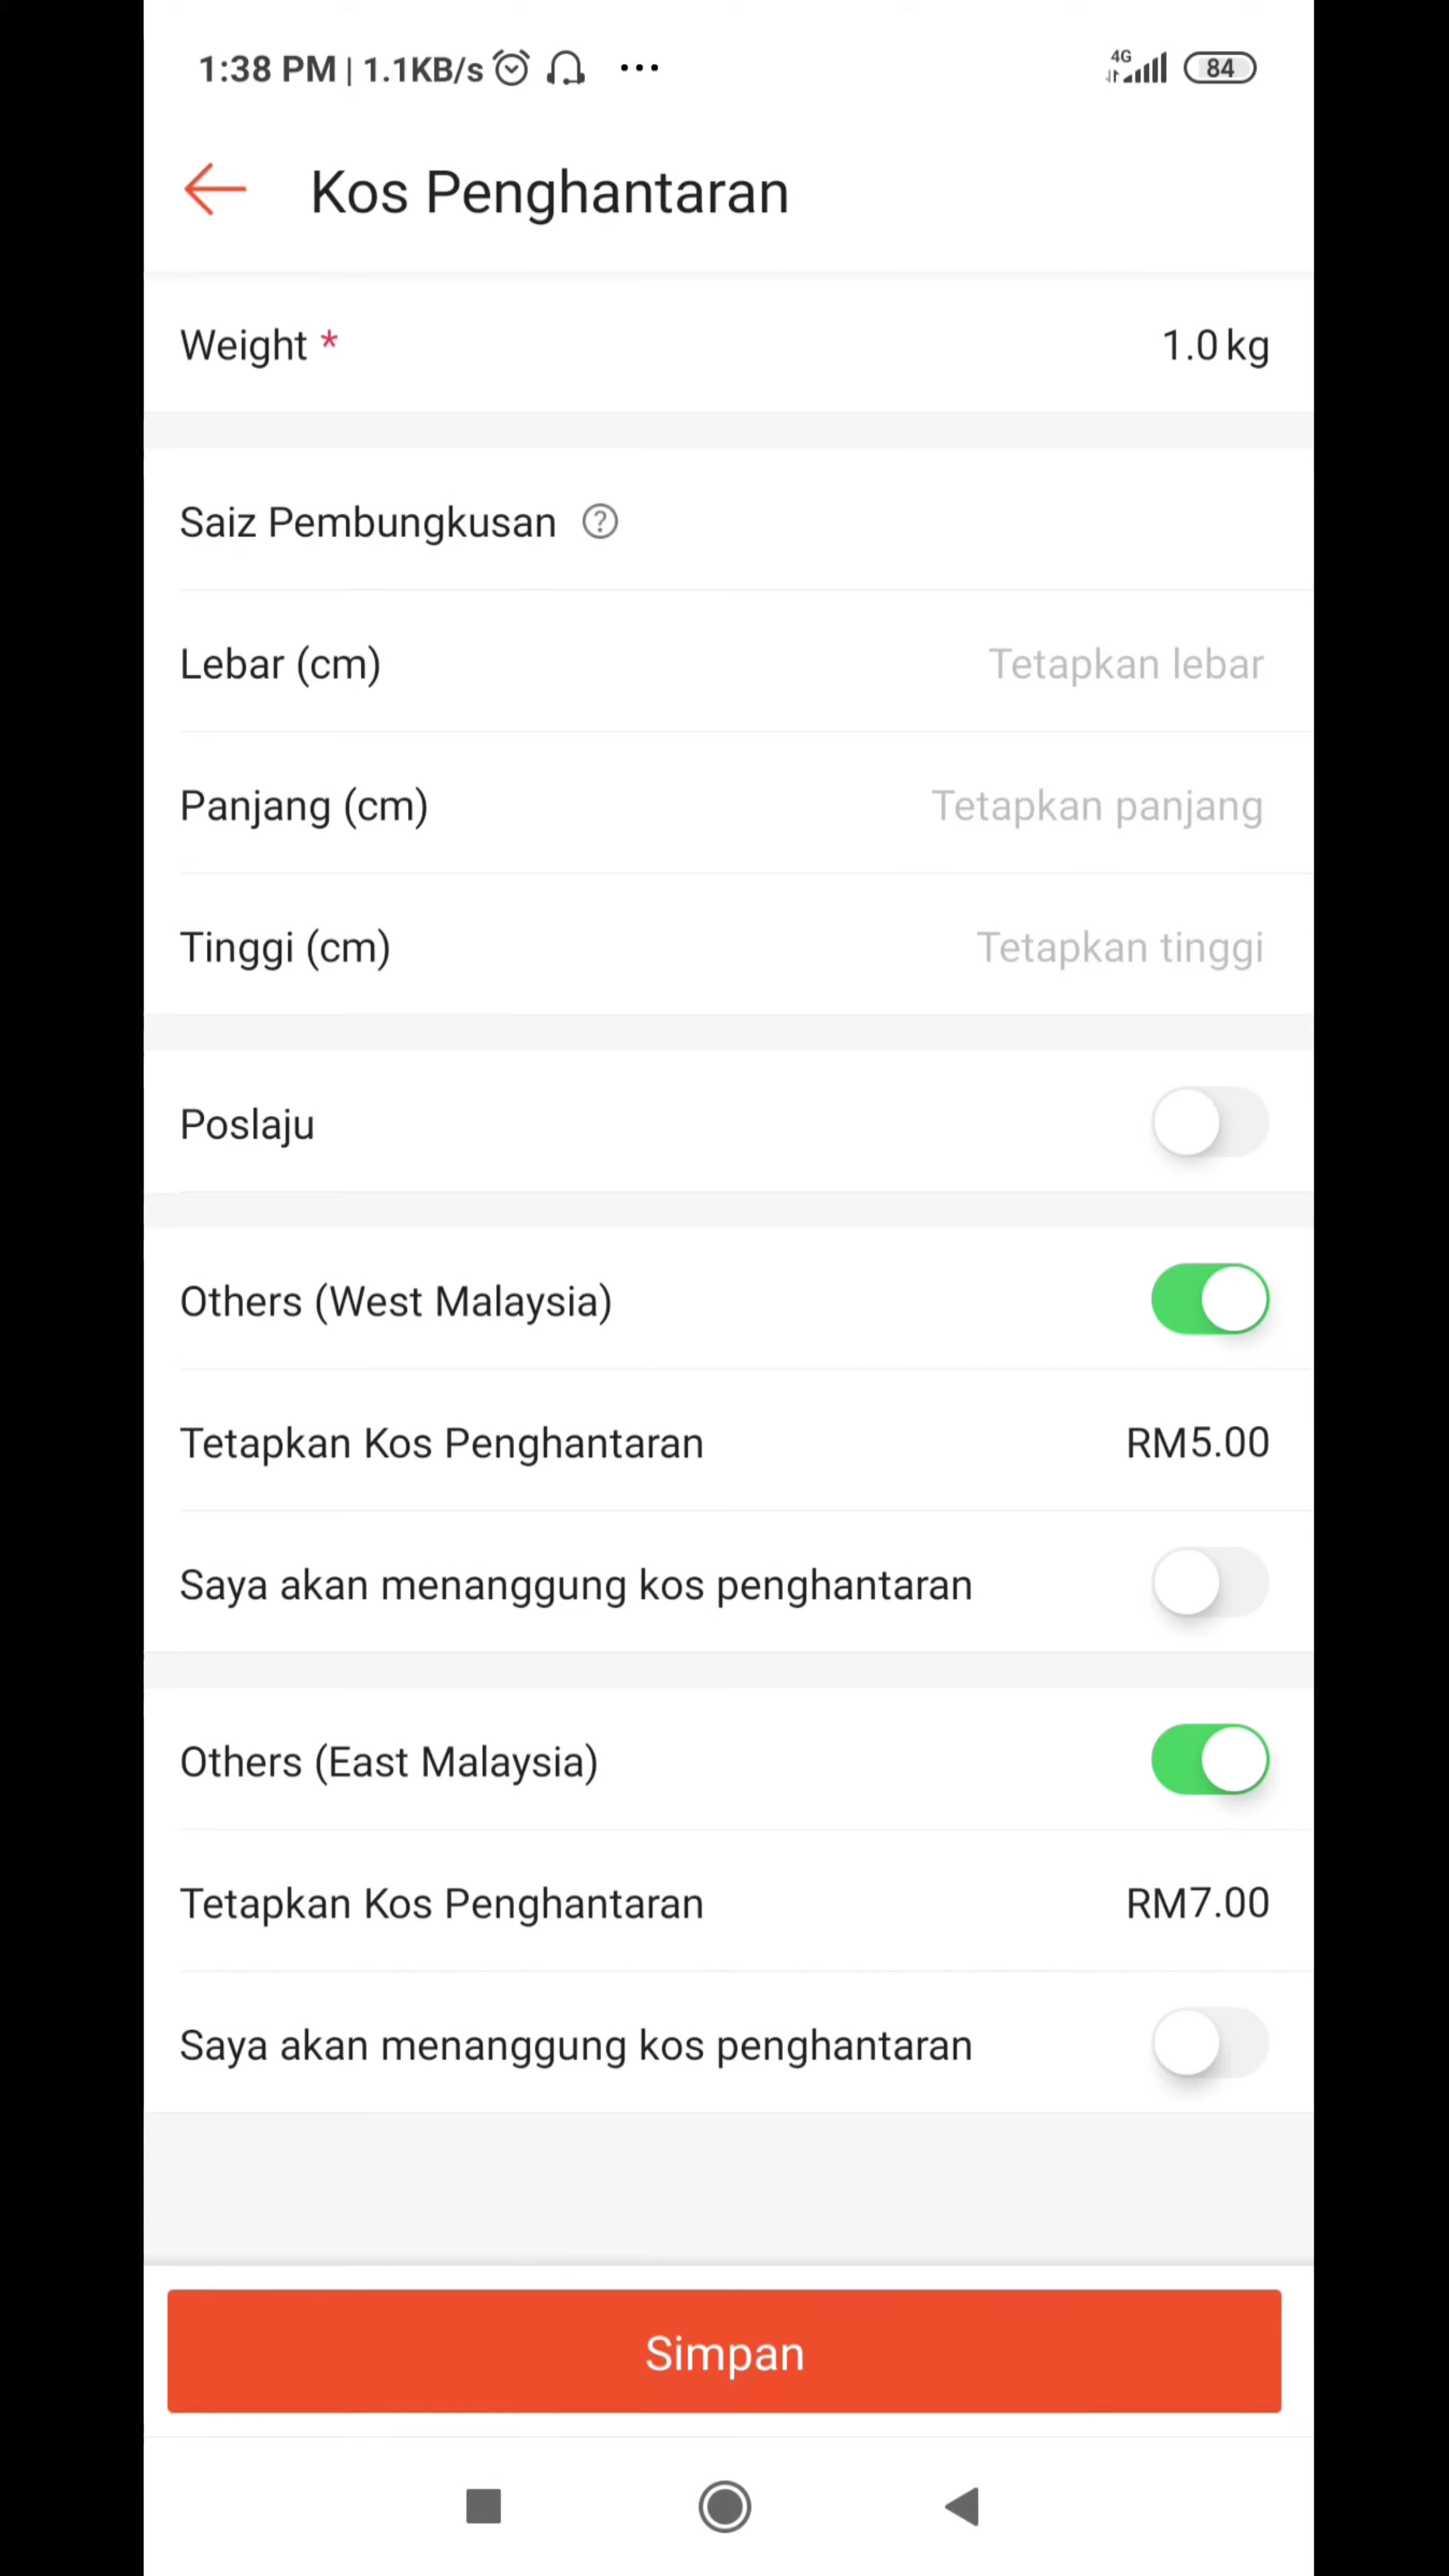 1:38 PM | 1.1KB/s ... 4G 84
Kos Penghantaran
Weight * 1.0 kg
Saiz Pembungkusan ?
Lebar (cm) Tetapkan lebar
Panjang (cm) Tetapkan panjang
Tinggi (cm) Tetapkan tinggi
Poslaju
Others (West Malaysia)
Tetapkan Kos Penghantaran RM5.00
Saya akan menanggung kos penghantaran
Others (East Malaysia)
Tetapkan Kos Penghantaran RM7.00
Saya akan menanggung kos penghantaran
Simpan